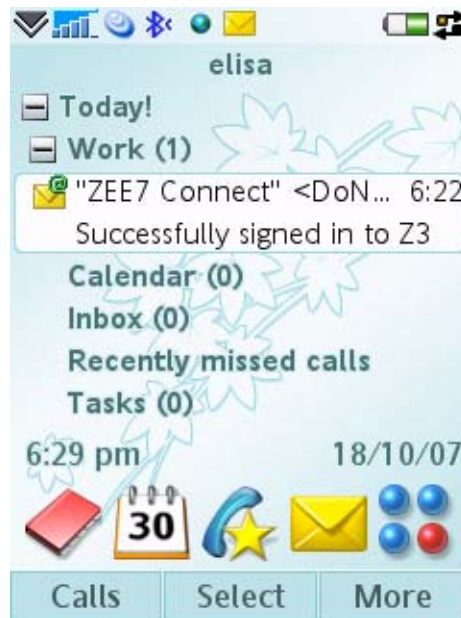 elisa
Today!
Work (1)
"ZEE7 Connect" <DoN... 6:22
Successfully signed in to Z3
Calendar (0)
Inbox (0)
Recently missed calls
Tasks (0)
6:29 pm 18/10/07
30
Calls Select More